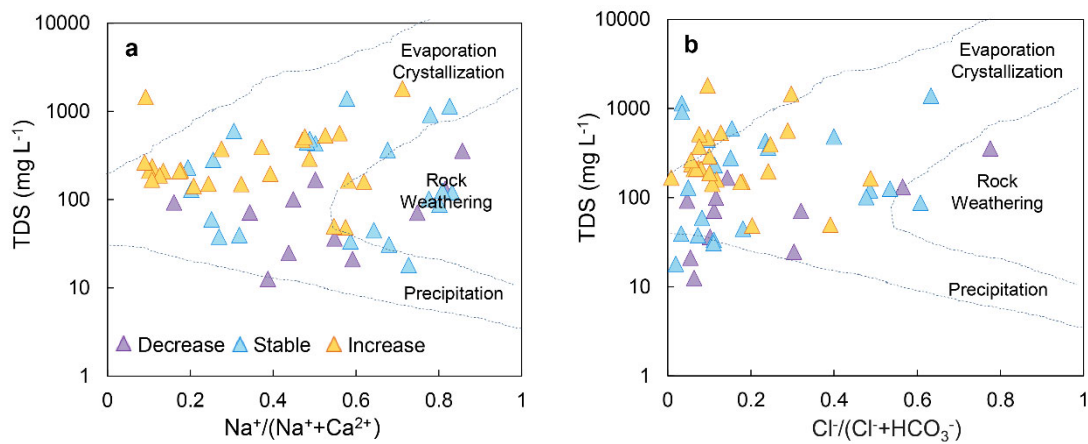 a
TDS (mg L⁻¹)
10000
1000
100
10
1
0
0.2
0.4
0.6
0.8
1
Na⁺/(Na⁺+Ca²⁺)
Evaporation
Crystallization
Rock
Weathering
Precipitation
Decrease
Stable
Increase
b
TDS (mg L⁻¹)
10000
1000
100
10
1
0
0.2
0.4
0.6
0.8
1
Cl⁻/(Cl⁻+HCO₃⁻)
Evaporation
Crystallization
Rock
Weathering
Precipitation